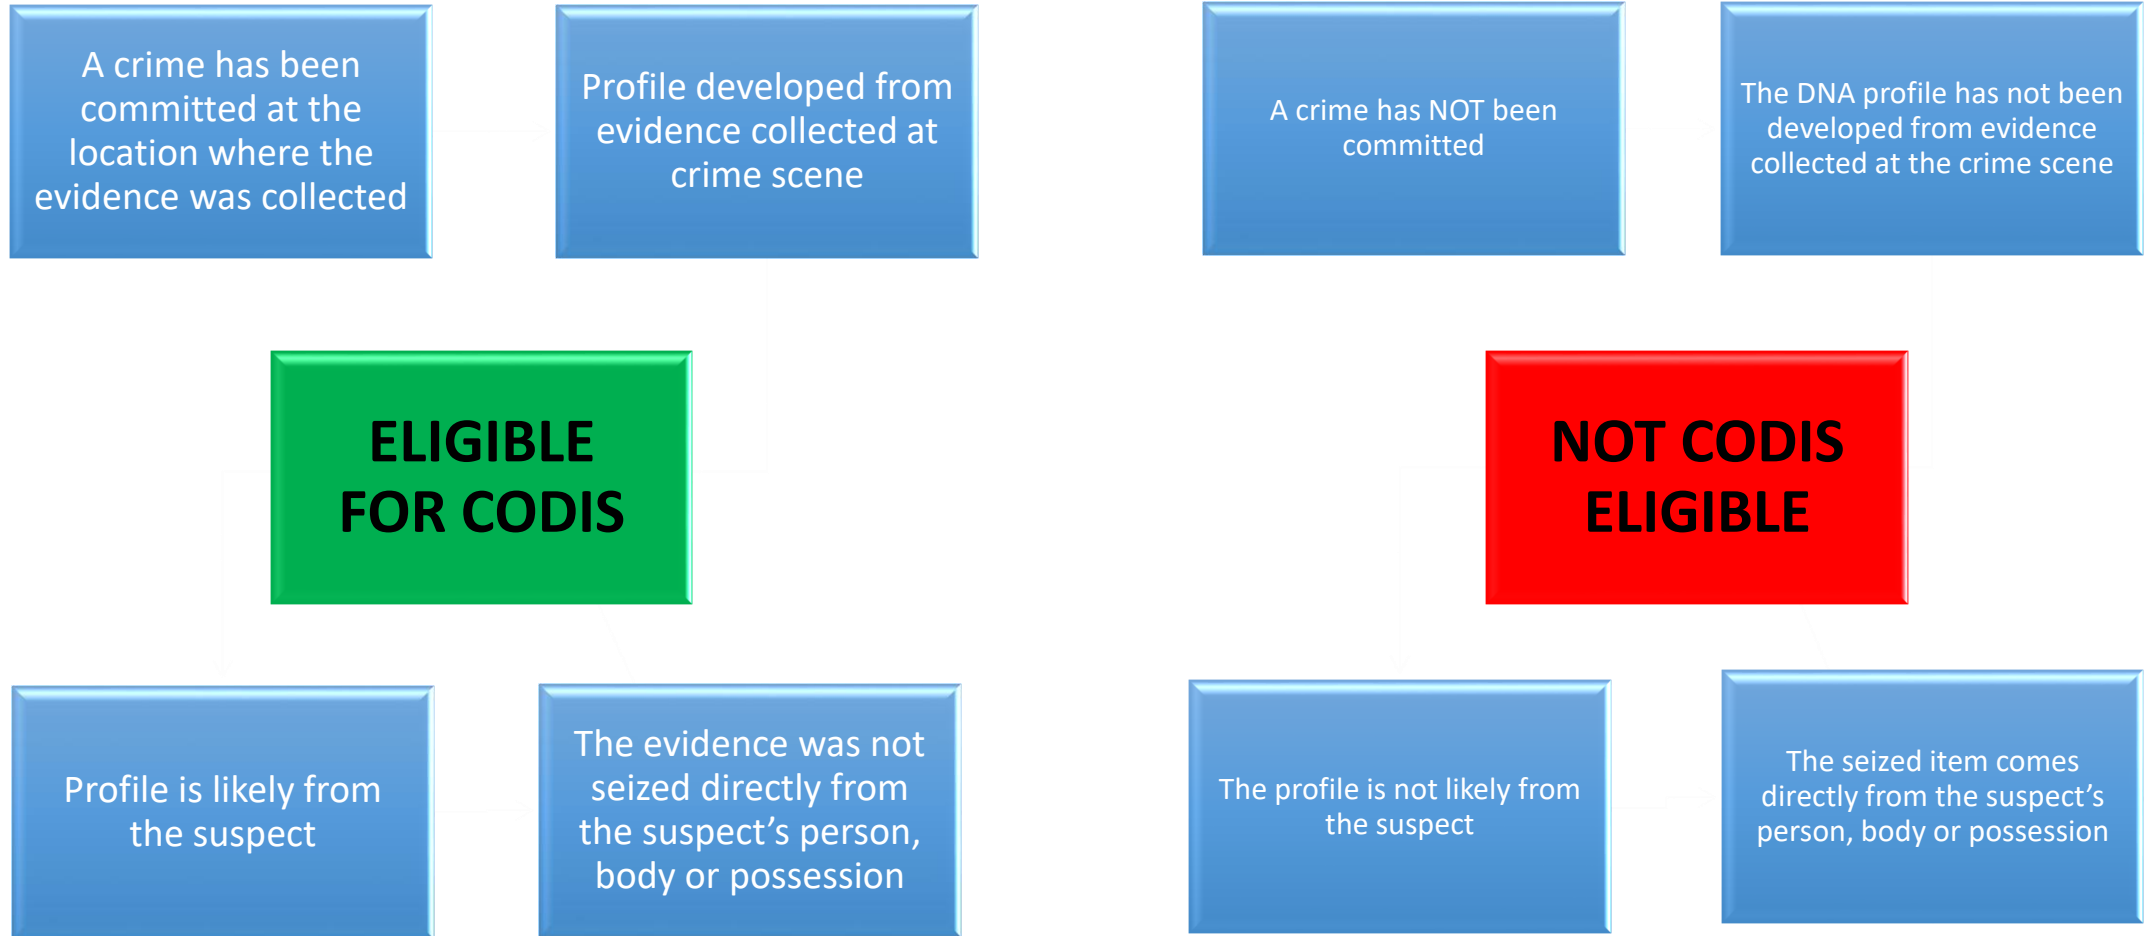 A crime has been
committed at the
location where the
evidence was collected
Profile developed from
evidence collected at
crime scene
ELIGIBLE
FOR CODIS
Profile is likely from
the suspect
The evidence was not
seized directly from
the suspect’s person,
body or possession
A crime has NOT been
committed
The DNA profile has not been
developed from evidence
collected at the crime scene
NOT CODIS
ELIGIBLE
The profile is not likely from
the suspect
The seized item comes
directly from the suspect’s
person, body or possession